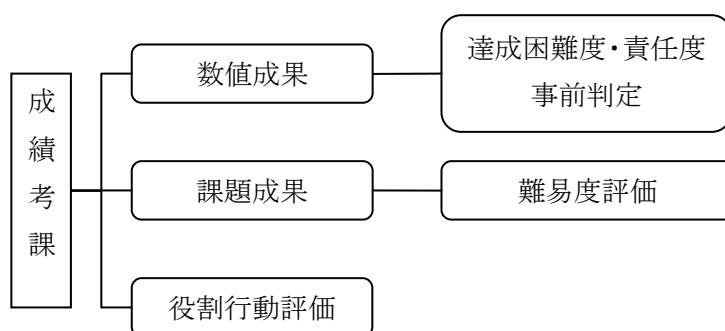 成績考課
数値成果
達成困難度・責任度
事前判定
課題成果
難易度評価
役割行動評価